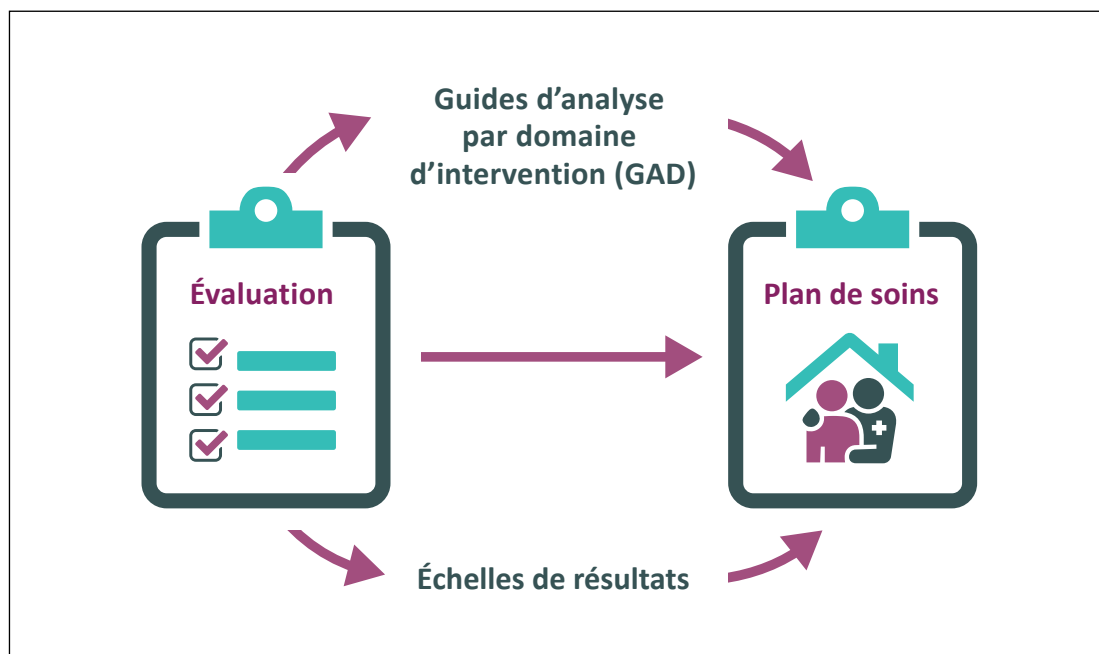 Guides d’analyse
par domaine
d’intervention (GAD)
Évaluation
Plan de soins
Échelles de résultats